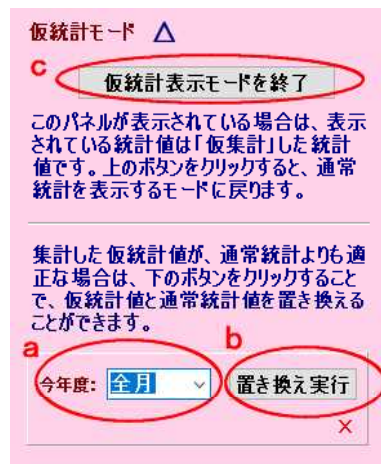 仮統計モード △
c
仮統計表示モードを終了
このパネルが表示されている場合は、表示
されている統計値は「仮集計」した統計
値です。上のボタンをクリックすると、通常
統計を表示するモードに戻ります。
集計した仮統計値が、通常統計よりも適
正な場合は、下のボタンをクリックすること
で、仮統計値と通常統計値を置き換える
ことができます。
a b
今年度: 全月 置き換え実行
×